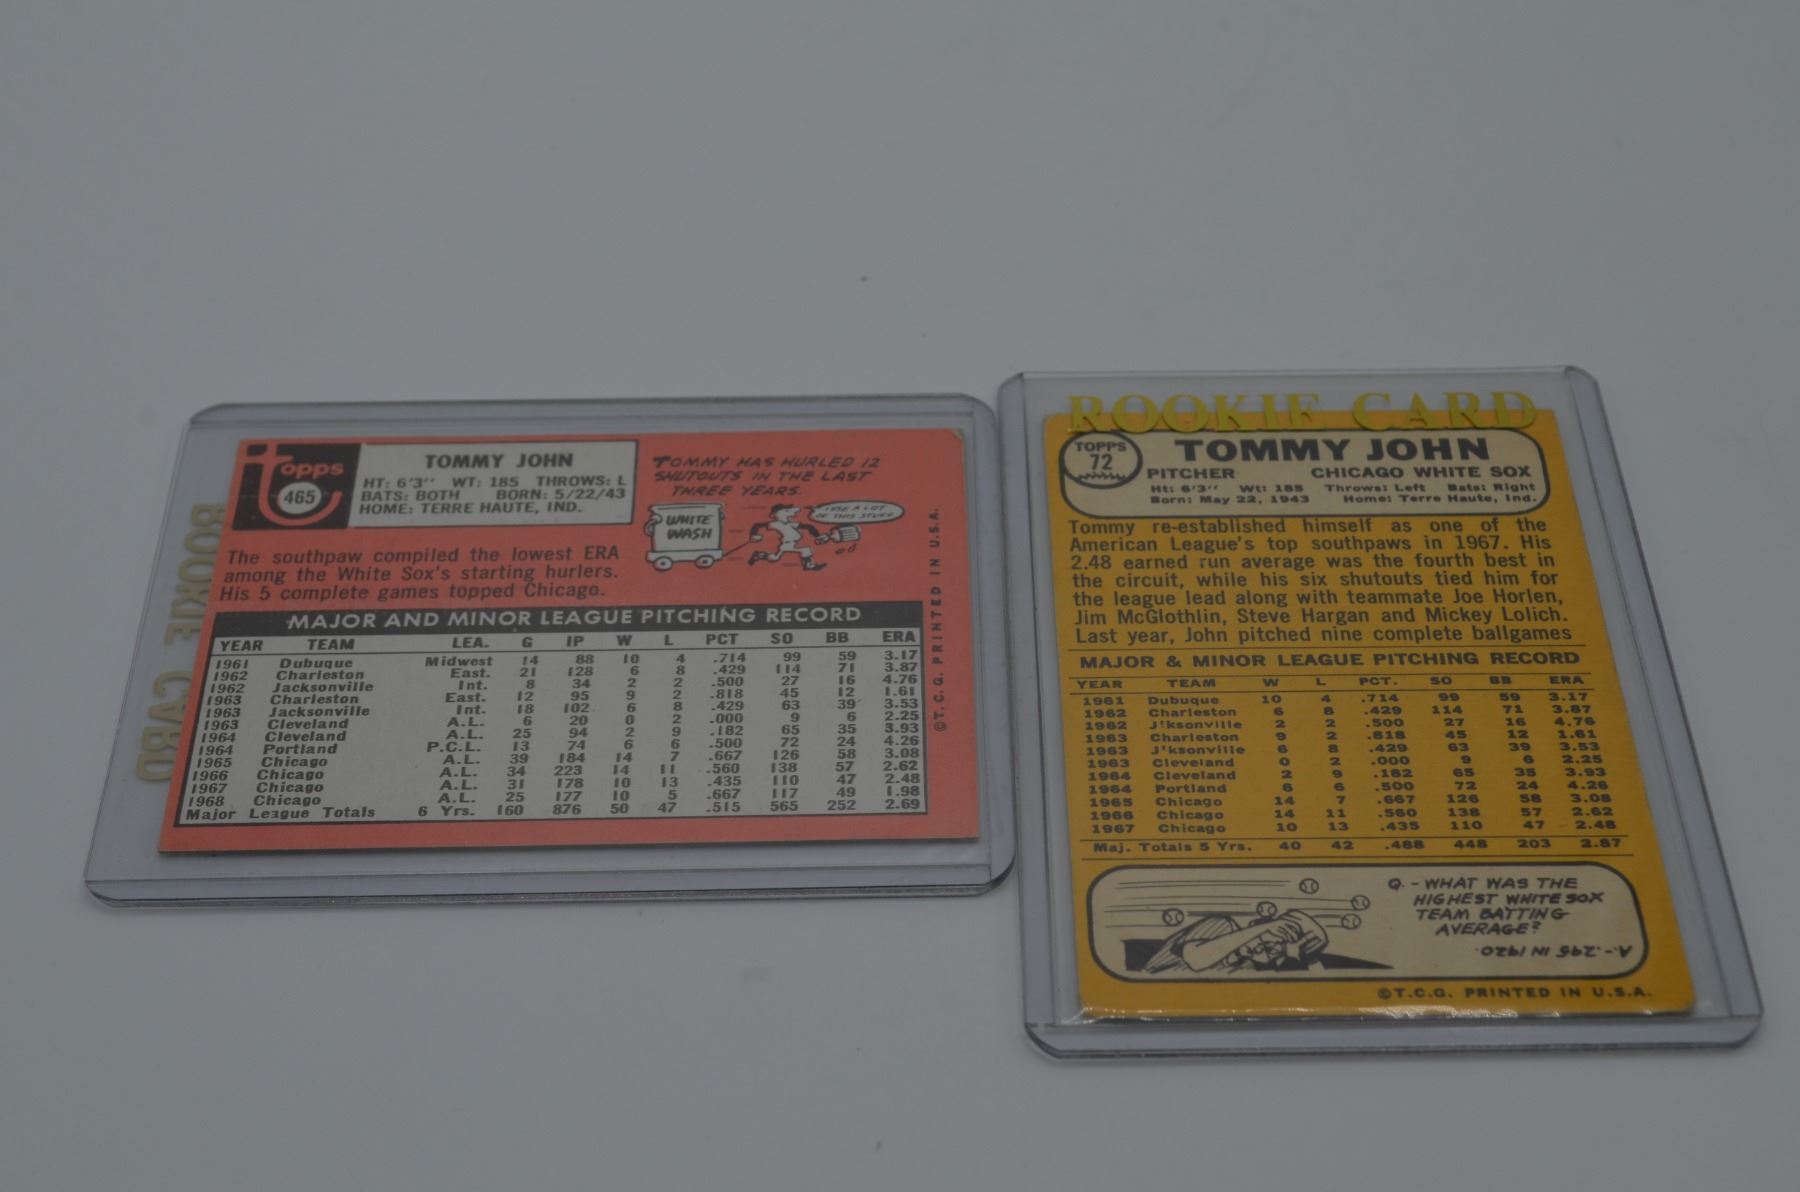 ROOKIE CARD
Topps
465
TOMMY JOHN
HT: 6'3" WT: 185 THROWS: L
BATS: BOTH BORN: 5/22/43
HOME: TERRE HAUTE, IND.
TOMMY HAS HURLED 12
SHUTOUTS IN THE LAST
THREE YEARS.
WHITE
WASH
I USE A LOT
OF THIS STUFF
The southpaw compiled the lowest ERA
among the White Sox's starting hurlers.
His 5 complete games topped Chicago.
MAJOR AND MINOR LEAGUE PITCHING RECORD
YEAR TEAM LEA. G IP W L PCT SO BB ERA
1961 Dubuque Midwest 14 88 10 4 .714 99 59 3.17
1962 Charleston East. 21 128 6 8 .429 114 71 3.87
1962 Jacksonville Int. 8 34 2 2 .500 27 16 4.76
1963 Charleston East. 12 95 9 2 .818 45 12 1.61
1963 Jacksonville Int. 18 102 6 8 .429 63 39 3.53
1963 Cleveland A.L. 6 20 0 2 .000 9 6 2.25
1964 Cleveland A.L. 25 94 2 9 .182 65 35 3.93
1964 Portland P.C.L. 13 74 6 6 .500 72 24 4.26
1965 Chicago A.L. 39 184 14 7 .667 126 58 3.08
1966 Chicago A.L. 34 223 14 11 .560 138 57 2.62
1967 Chicago A.L. 31 178 10 13 .435 110 47 2.48
1968 Chicago A.L. 25 177 10 5 .667 117 49 1.98
Major League Totals 6 Yrs. 160 876 50 47 .515 565 252 2.69
©T.C.G. PRINTED IN U.S.A.
ROOKIE CARD
TOPPS
72
TOMMY JOHN
PITCHER CHICAGO WHITE SOX
Ht: 6'3" Wt: 185 Throws: Left Bats: Right
Born: May 22, 1943 Home: Terre Haute, Ind.
Tommy re-established himself as one of the
American League's top southpaws in 1967. His
2.48 earned run average was the fourth best in
the circuit, while his six shutouts tied him for
the league lead along with teammate Joe Horlen,
Jim McGlothlin, Steve Hargan and Mickey Lolich.
Last year, John pitched nine complete ballgames
MAJOR & MINOR LEAGUE PITCHING RECORD
YEAR TEAM W L PCT. SO BB ERA
1961 Dubuque 10 4 .714 99 59 3.17
1962 Charleston 6 8 .429 114 71 3.87
1962 J'ksonville 2 2 .500 27 16 4.76
1963 Charleston 9 2 .818 45 12 1.61
1963 J'ksonville 6 8 .429 63 39 3.53
1963 Cleveland 0 2 .000 9 6 2.25
1964 Cleveland 2 9 .182 65 35 3.93
1964 Portland 6 6 .500 72 24 4.26
1965 Chicago 14 7 .667 126 58 3.08
1966 Chicago 14 11 .560 138 57 2.62
1967 Chicago 10 13 .435 110 47 2.48
Maj. Totals 5 Yrs. 40 42 .488 448 203 2.87
Q.-WHAT WAS THE
HIGHEST WHITE SOX
TEAM BATTING
AVERAGE?
A.-.295 IN 1920.
©T.C.G. PRINTED IN U.S.A.